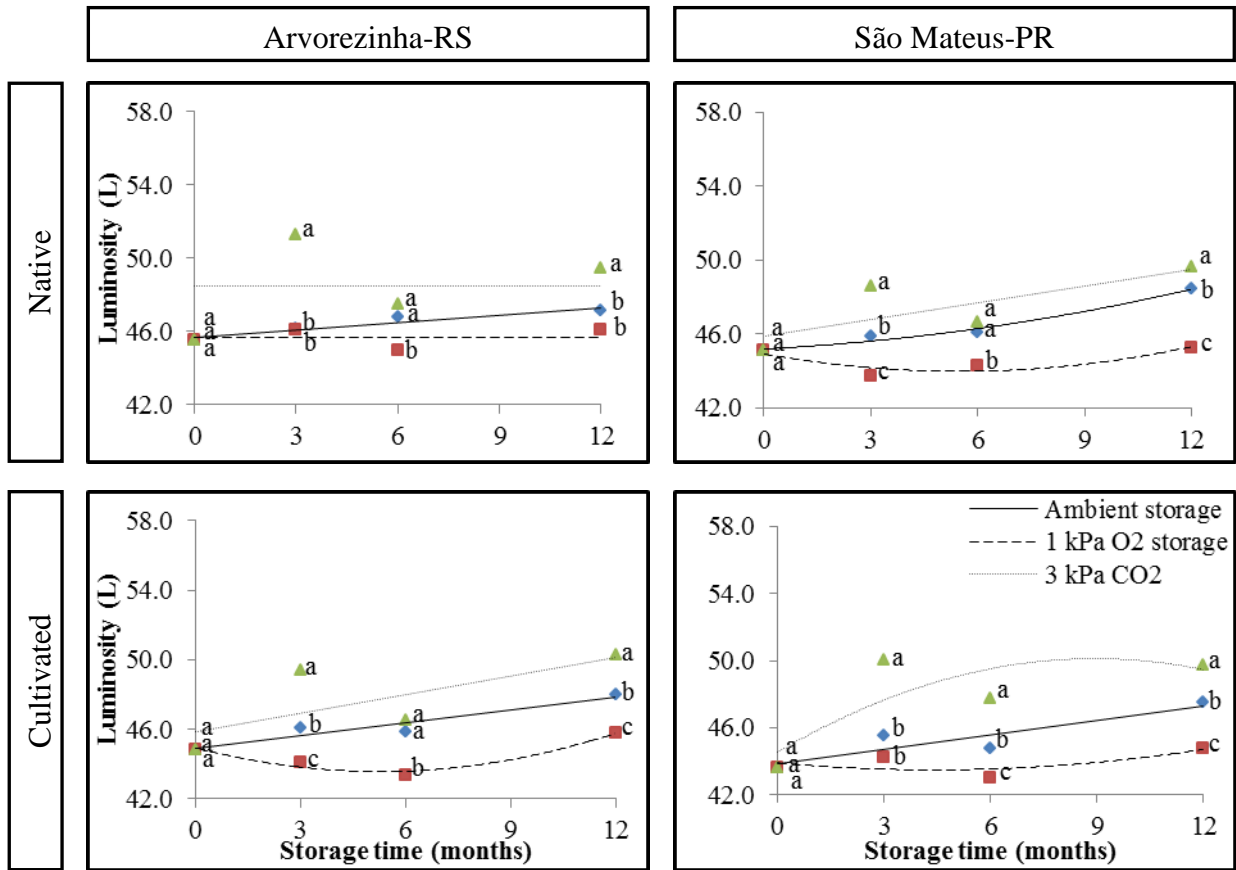 Arvorezinha-RS
São Mateus-PR
Native
Luminosity (L)
58.0
54.0
50.0
46.0
42.0
a
a
a
a
b
b
a
a
a
b
b
0 3 6 9 12
58.0
54.0
50.0
46.0
42.0
a
a
a
a
b
c
a
a
b
a
b
c
0 3 6 9 12
Cultivated
Luminosity (L)
58.0
54.0
50.0
46.0
42.0
a
a
a
a
b
c
a
a
b
a
b
c
0 3 6 9 12
Storage time (months)
58.0
54.0
50.0
46.0
42.0
Ambient storage
1 kPa O2 storage
3 kPa CO2
a
a
a
a
b
b
a
b
c
a
b
c
0 3 6 9 12
Storage time (months)